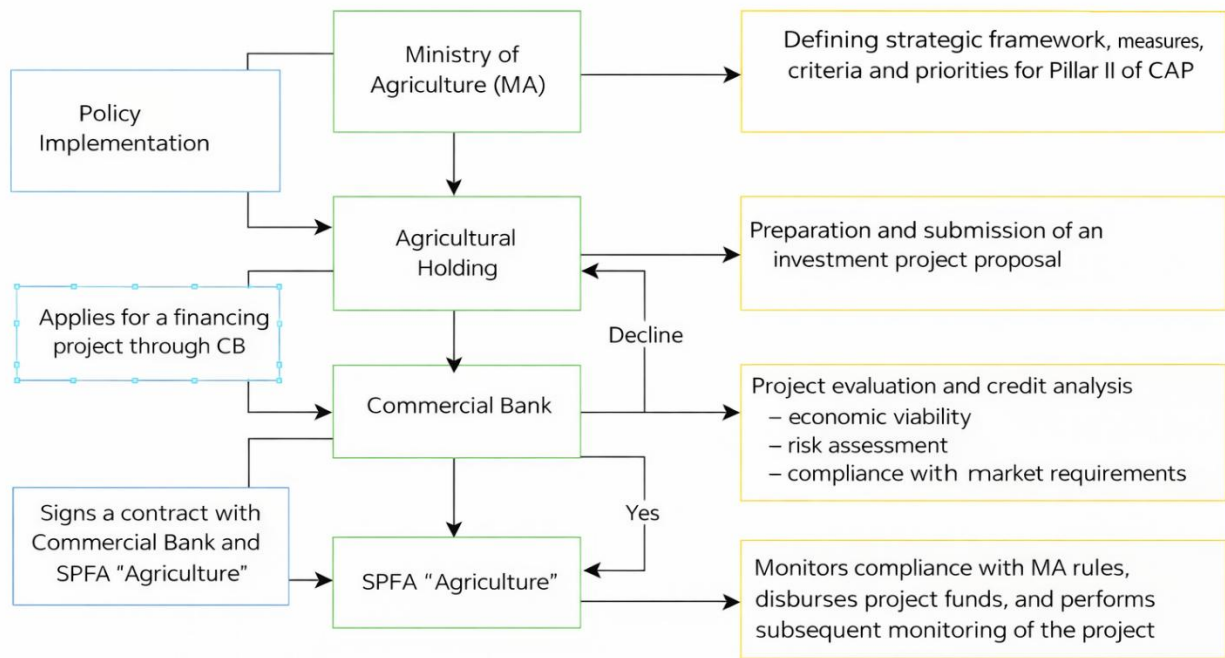 Ministry of
Agriculture (MA)
Defining strategic framework, measures,
criteria and priorities for Pillar II of CAP
Policy
Implementation
Agricultural
Holding
Preparation and submission of an
investment project proposal
Applies for a financing
project through CB
Decline
Commercial Bank
Project evaluation and credit analysis
– economic viability
– risk assessment
– compliance with market requirements
Signs a contract with
Commercial Bank and
SPFA “Agriculture”
Yes
SPFA “Agriculture”
Monitors compliance with MA rules,
disburses project funds, and performs
subsequent monitoring of the project